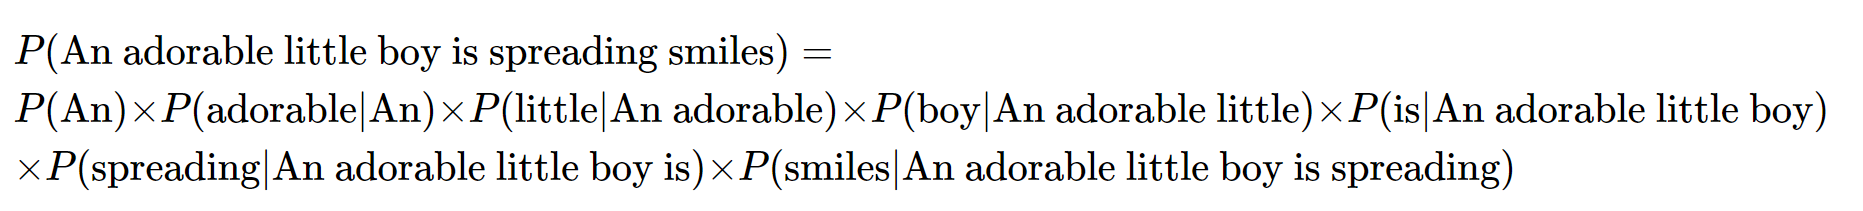 P(An adorable little boy is spreading smiles) =
P(An)×P(adorable|An)×P(little|An adorable)×P(boy|An adorable little)×P(is|An adorable little boy)
×P(spreading|An adorable little boy is)×P(smiles|An adorable little boy is spreading)